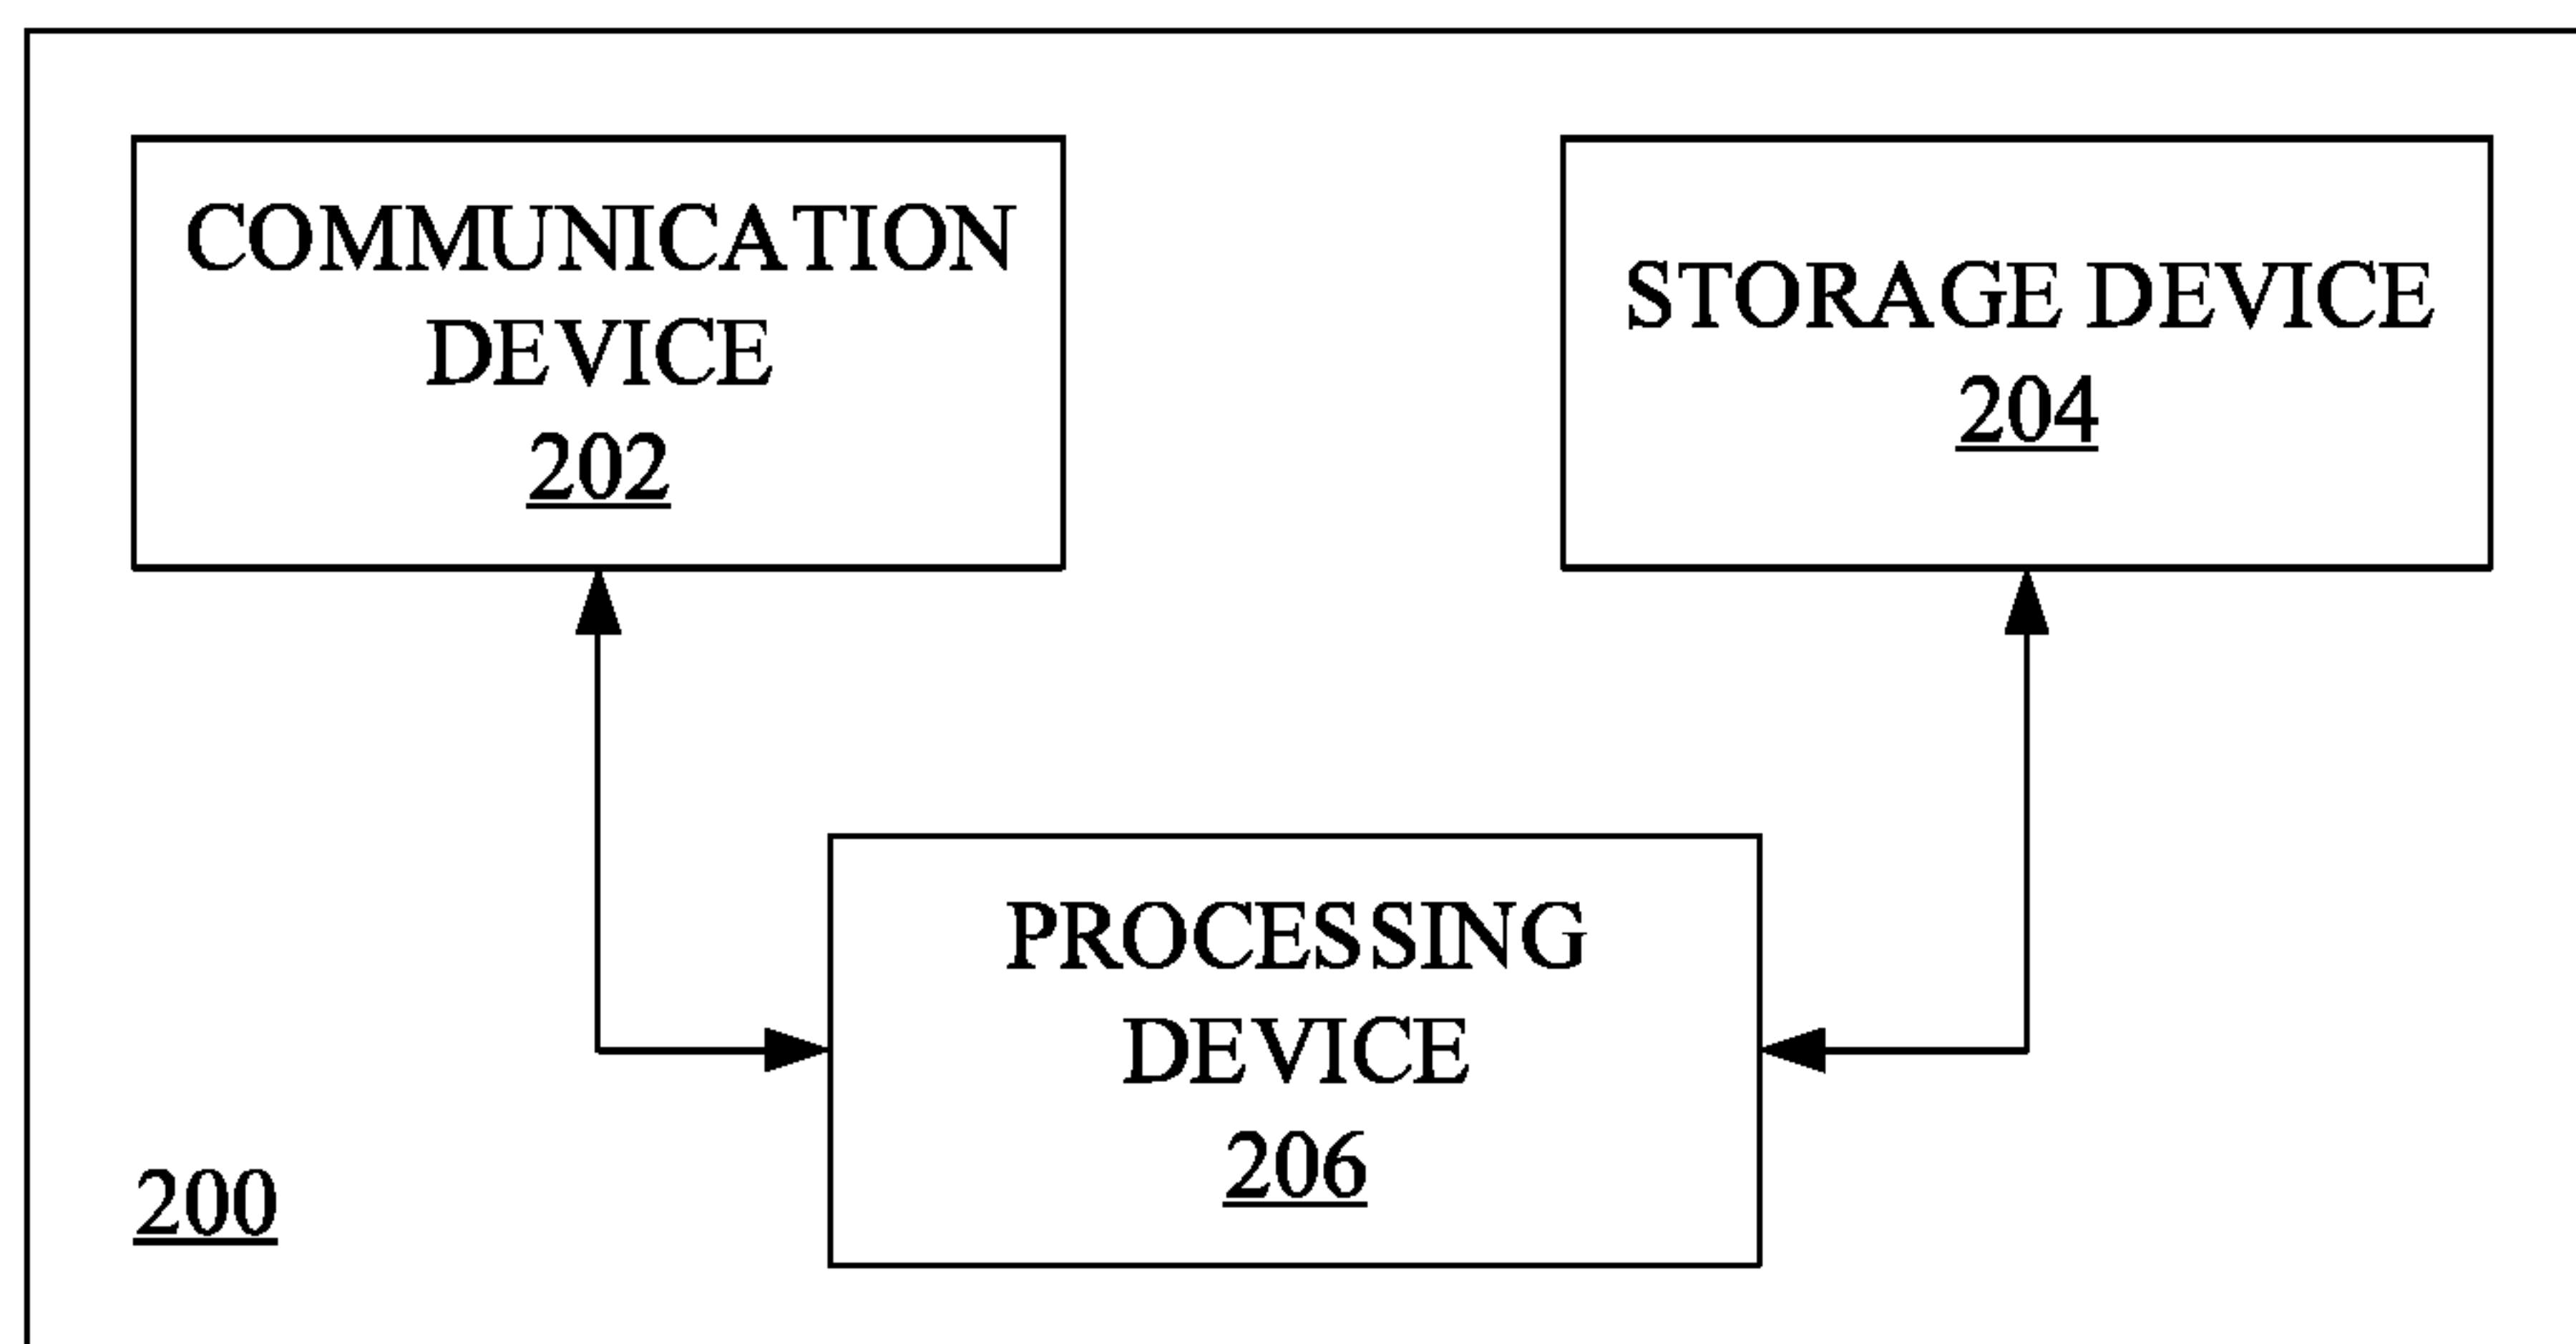 COMMUNICATION
DEVICE
202
STORAGE DEVICE
204
PROCESSING
DEVICE
206
200